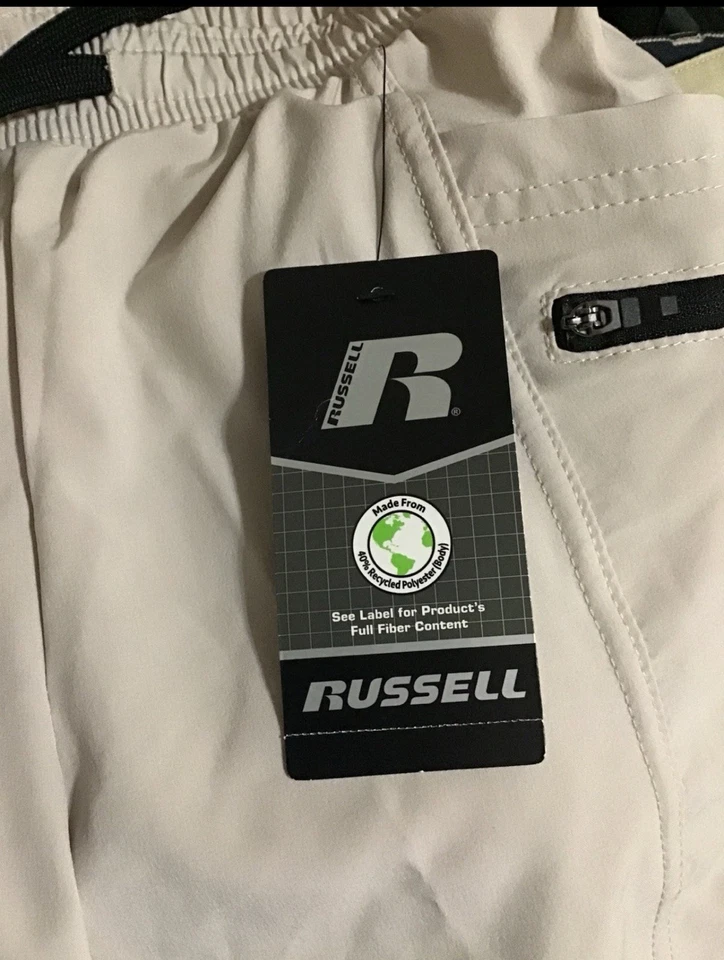 RUSSELL
R®
Made From
40% Recycled Polyester (Body)
See Label for Product's
Full Fiber Content
RUSSELL